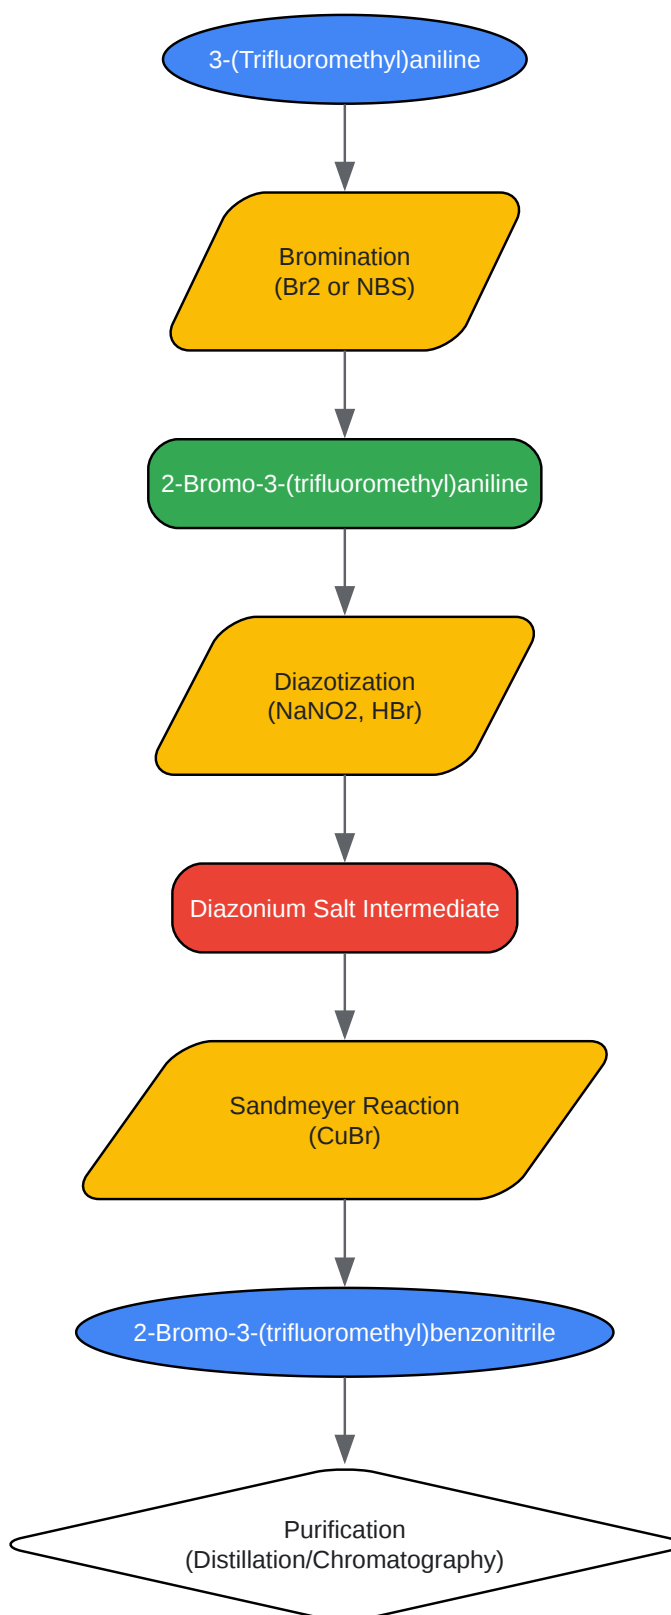 3-(Trifluoromethyl)aniline
Bromination
(Br2 or NBS)
2-Bromo-3-(trifluoromethyl)aniline
Diazotization
(NaNO2, HBr)
Diazonium Salt Intermediate
Sandmeyer Reaction
(CuBr)
2-Bromo-3-(trifluoromethyl)benzonitrile
Purification
(Distillation/Chromatography)